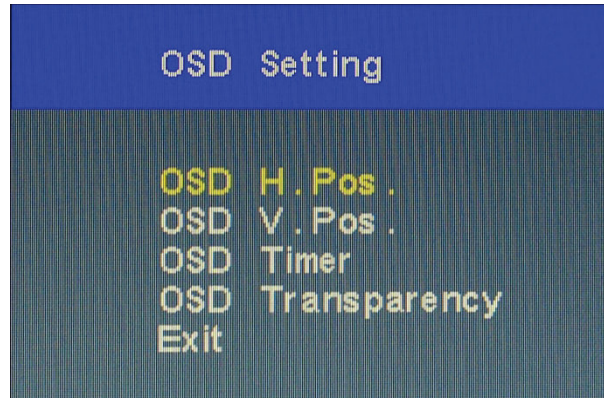 OSD Setting
OSD H.Pos.
OSD V.Pos.
OSD Timer
OSD Transparency
Exit